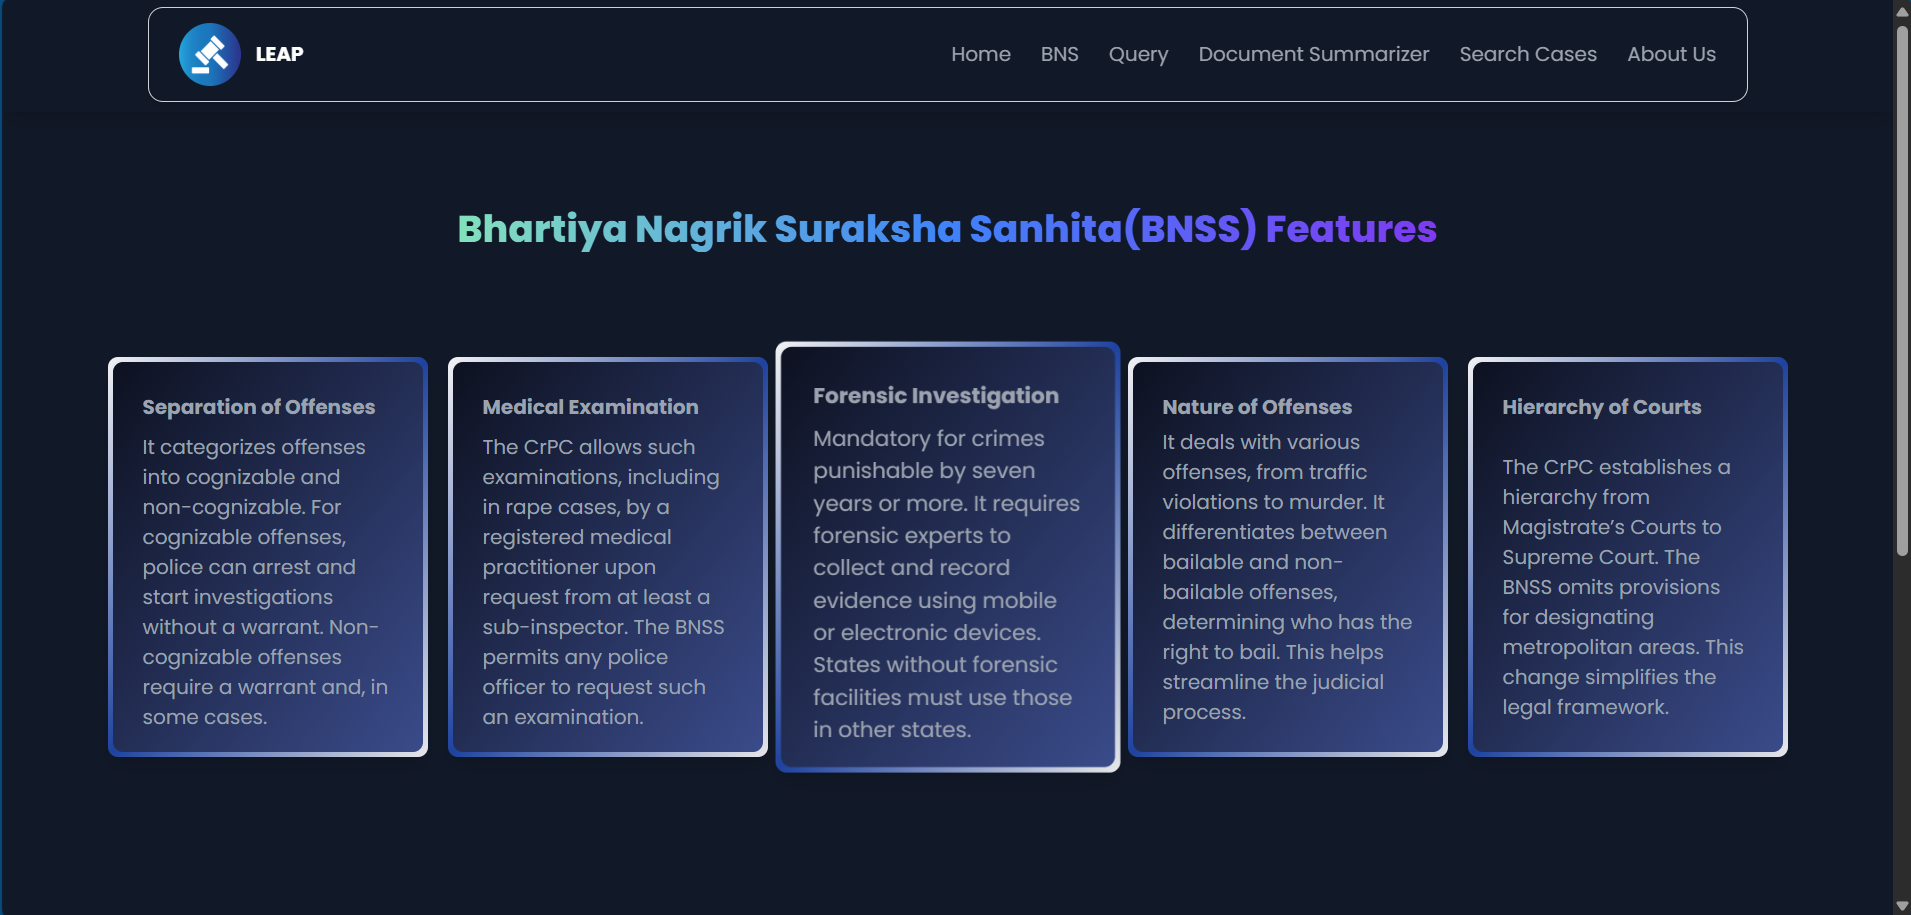 LEAP
Home BNS Query Document Summarizer Search Cases About Us
Bhartiya Nagrik Suraksha Sanhita(BNSS) Features
Separation of Offenses
It categorizes offenses
into cognizable and
non-cognizable. For
cognizable offenses,
police can arrest and
start investigations
without a warrant. Non-
cognizable offenses
require a warrant and, in
some cases.
Medical Examination
The CrPC allows such
examinations, including
in rape cases, by a
registered medical
practitioner upon
request from at least a
sub-inspector. The BNSS
permits any police
officer to request such
an examination.
Forensic Investigation
Mandatory for crimes
punishable by seven
years or more. It requires
forensic experts to
collect and record
evidence using mobile
or electronic devices.
States without forensic
facilities must use those
in other states.
Nature of Offenses
It deals with various
offenses, from traffic
violations to murder. It
differentiates between
bailable and non-
bailable offenses,
determining who has the
right to bail. This helps
streamline the judicial
process.
Hierarchy of Courts
The CrPC establishes a
hierarchy from
Magistrate’s Courts to
Supreme Court. The
BNSS omits provisions
for designating
metropolitan areas. This
change simplifies the
legal framework.